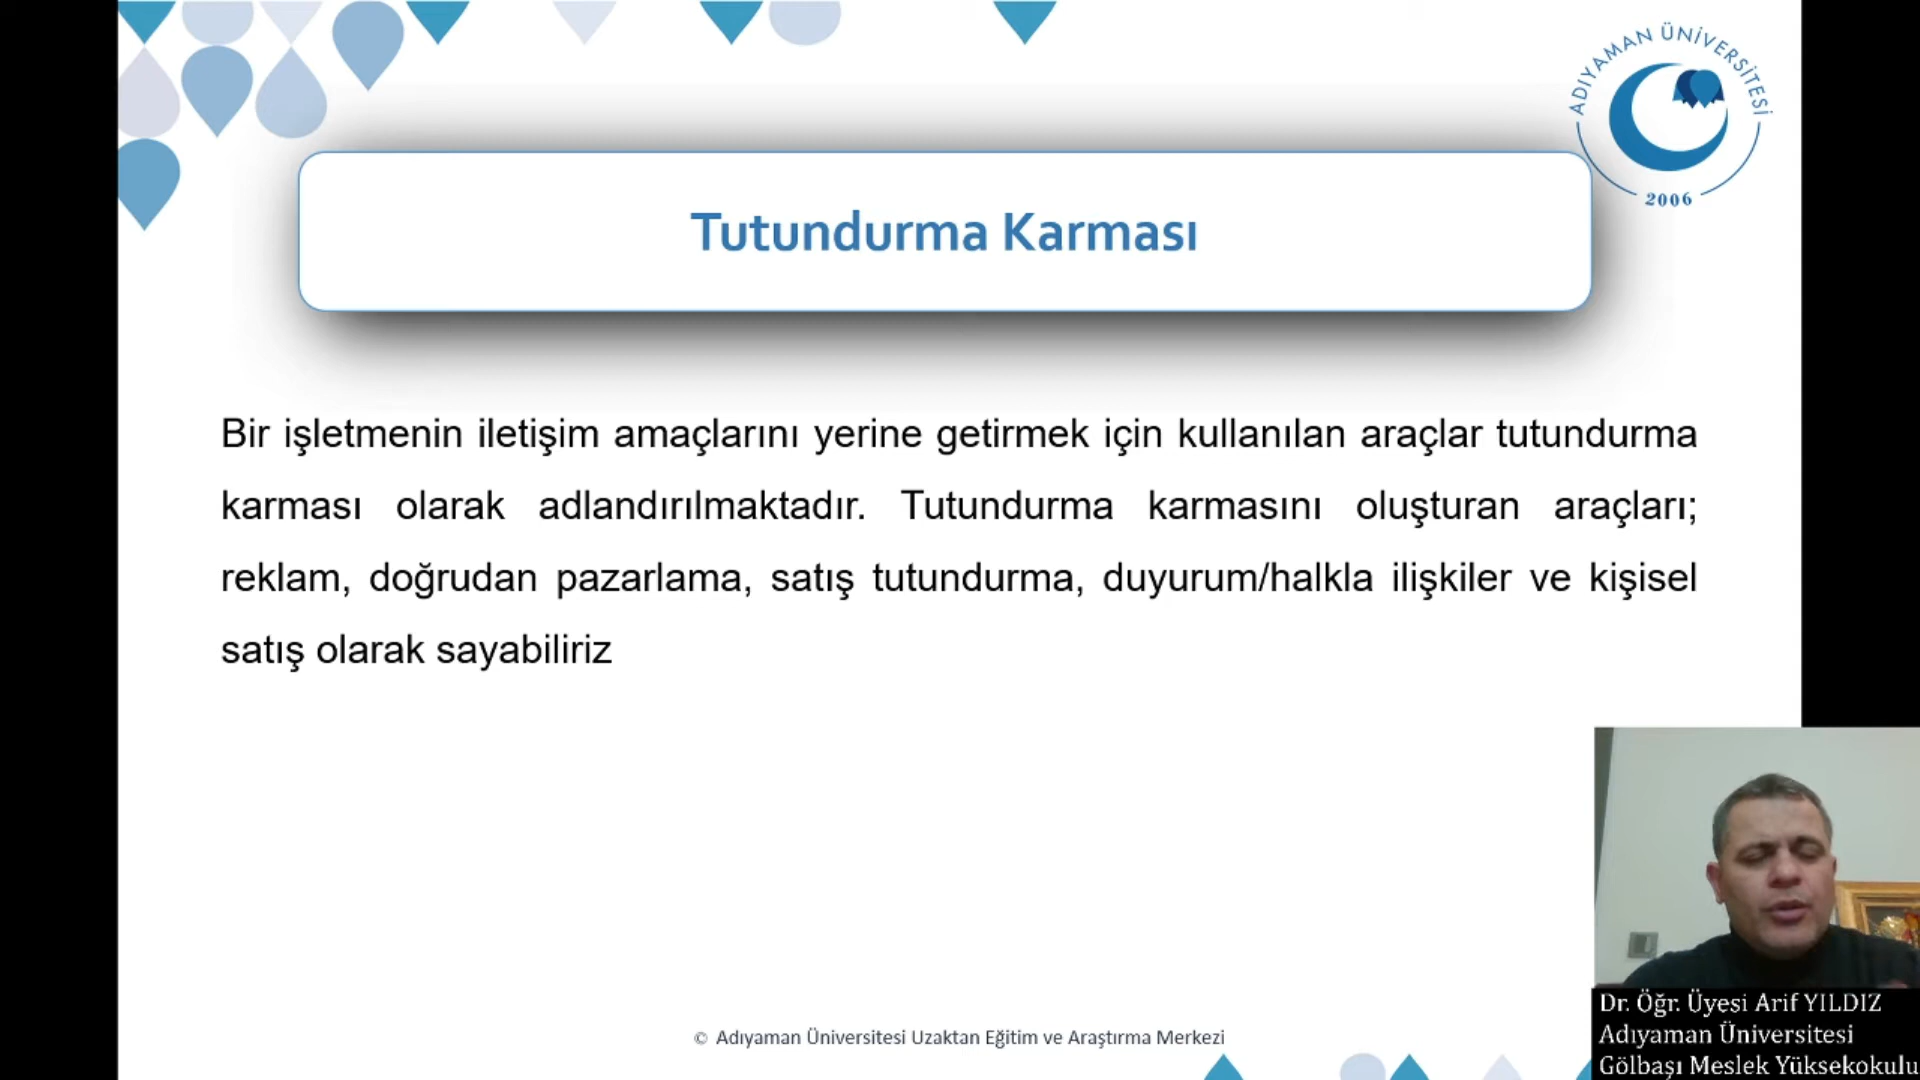 ADIYAMAN ÜNİVERSİTESİ
2006
Tutundurma Karması
Bir işletmenin iletişim amaçlarını yerine getirmek için kullanılan araçlar tutundurma
karması olarak adlandırılmaktadır. Tutundurma karmasını oluşturan araçları;
reklam, doğrudan pazarlama, satış tutundurma, duyurum/halkla ilişkiler ve kişisel
satış olarak sayabiliriz
Dr. Öğr. Üyesi Arif YILDIZ
Adıyaman Üniversitesi
Gölbaşı Meslek Yüksekokulu
© Adıyaman Üniversitesi Uzaktan Eğitim ve Araştırma Merkezi